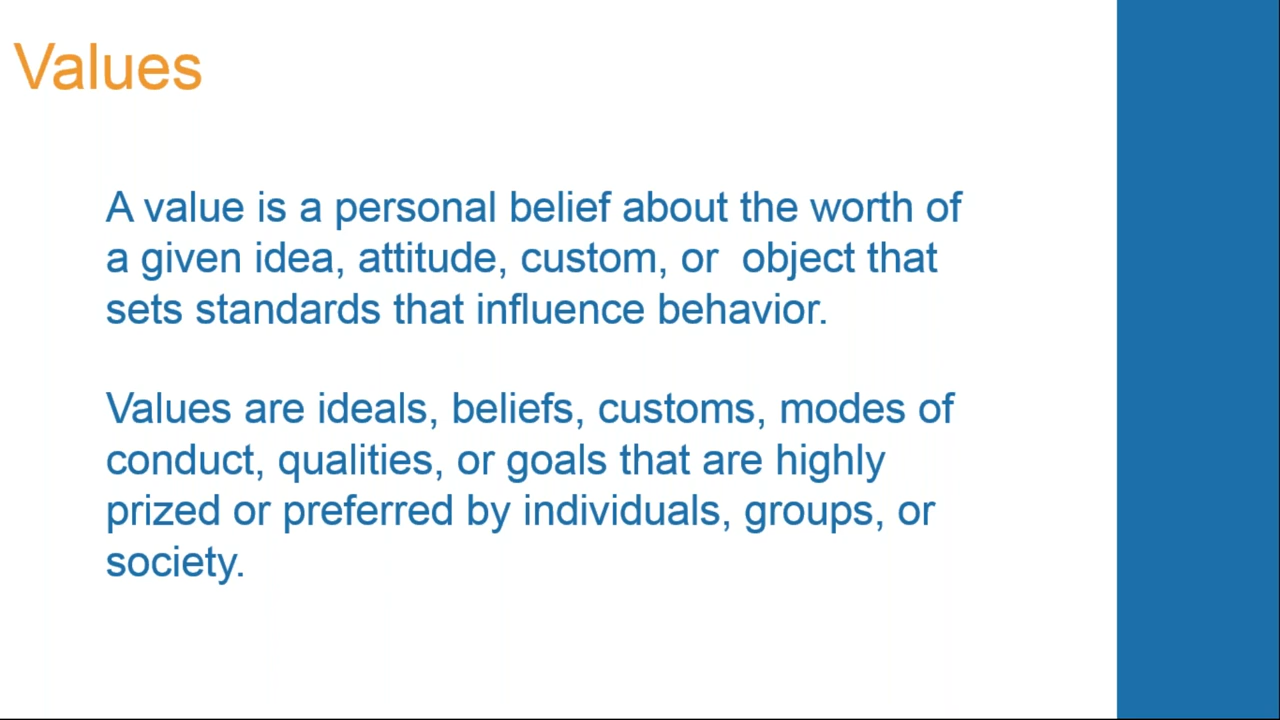 Values
A value is a personal belief about the worth of
a given idea, attitude, custom, or  object that
sets standards that influence behavior.
Values are ideals, beliefs, customs, modes of
conduct, qualities, or goals that are highly
prized or preferred by individuals, groups, or
society.